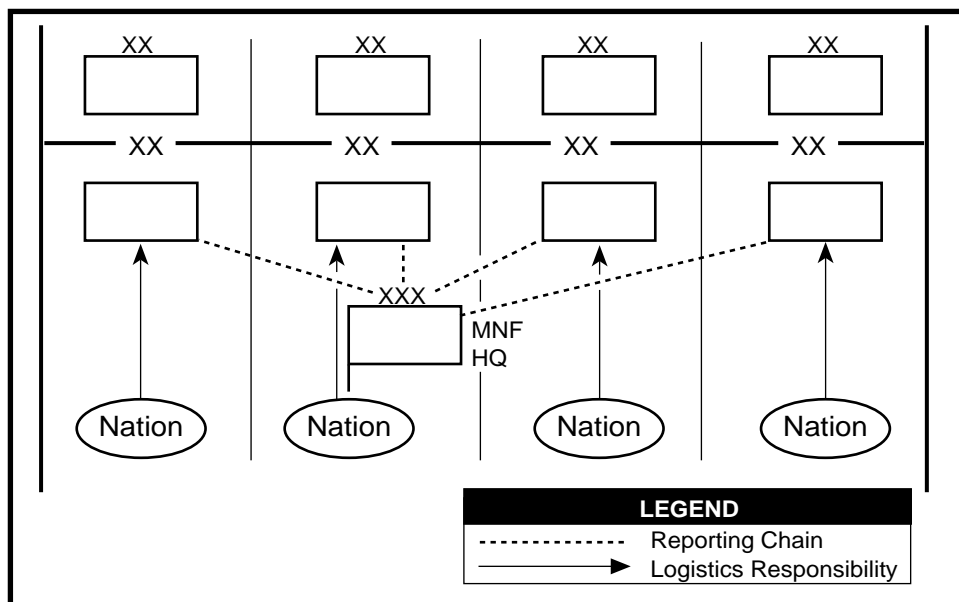 XX XX XX XX
XX XX XX XX
XXX
MNF
HQ
Nation Nation Nation Nation
LEGEND
Reporting Chain
Logistics Responsibility